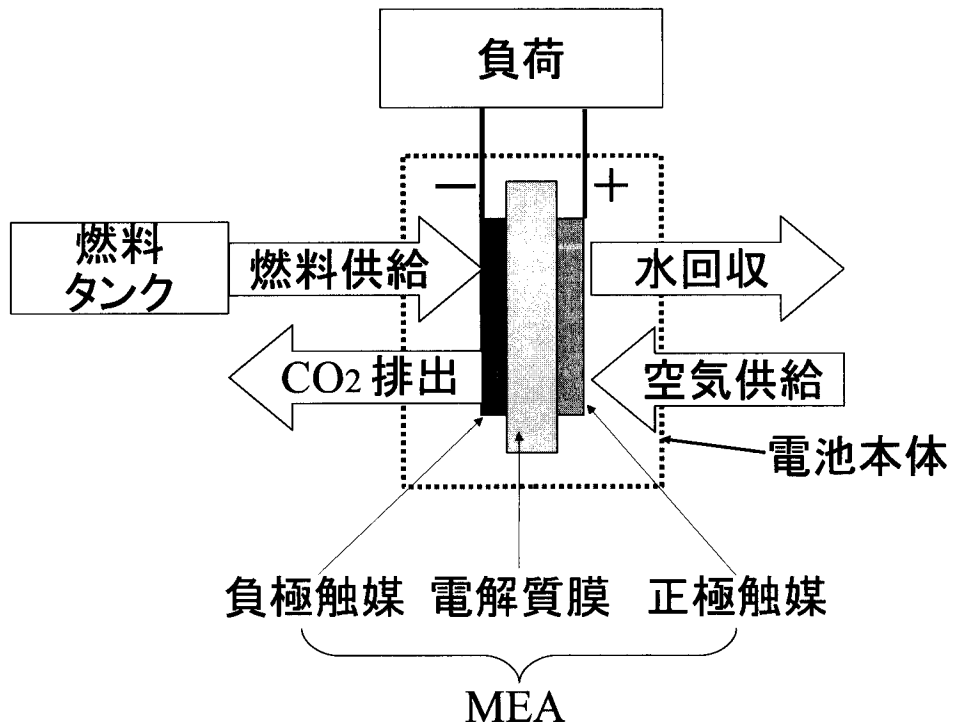 負荷
－ ＋
燃料
タンク
燃料供給
水回収
CO2 排出
空気供給
電池本体
負極触媒 電解質膜 正極触媒
MEA